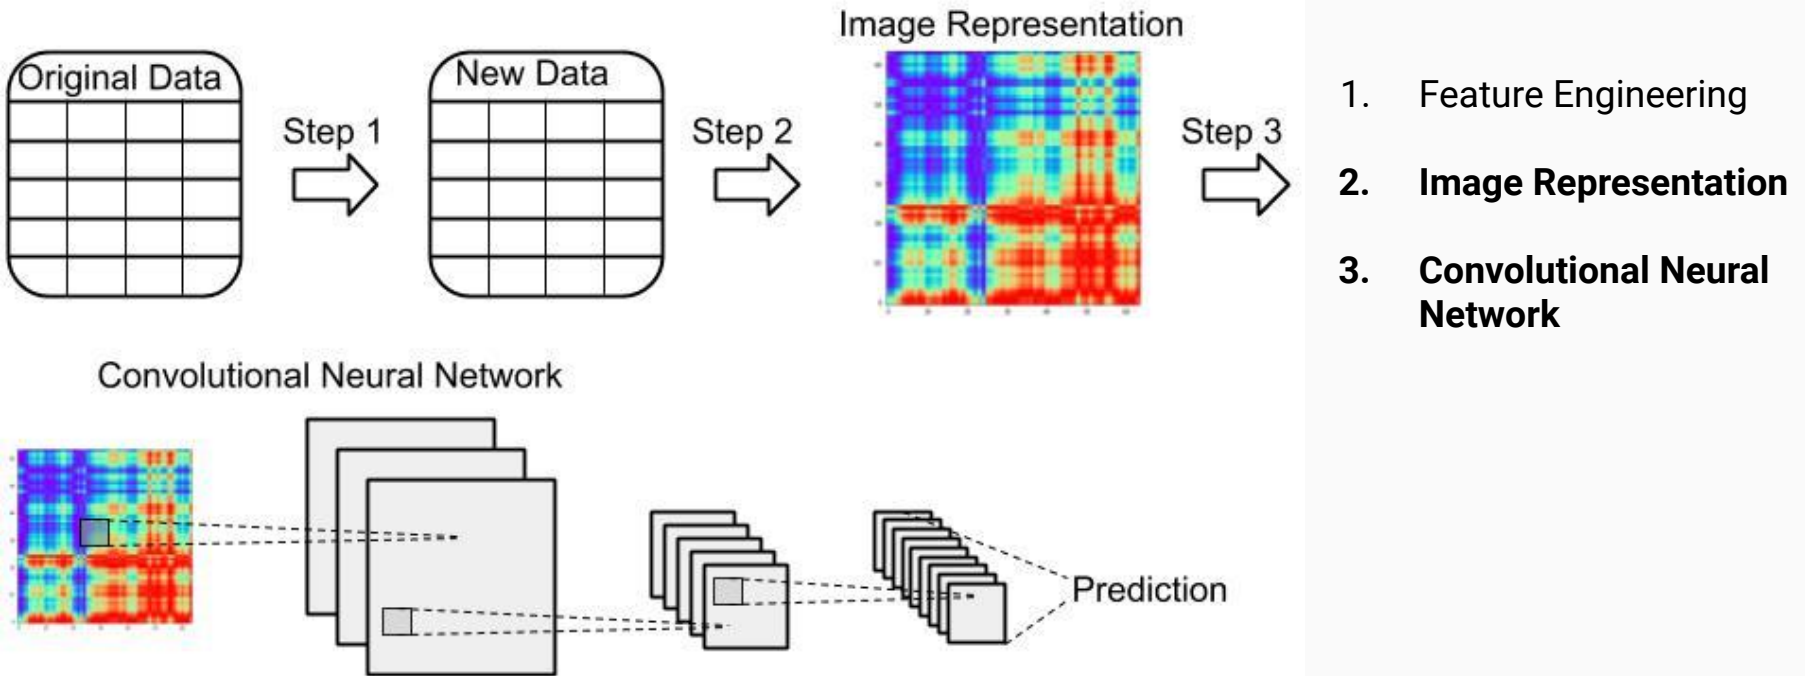 Image Representation
Original Data
New Data
Step 1
Step 2
Step 3
1. Feature Engineering
2. Image Representation
3. Convolutional Neural
Network
Convolutional Neural Network
Prediction